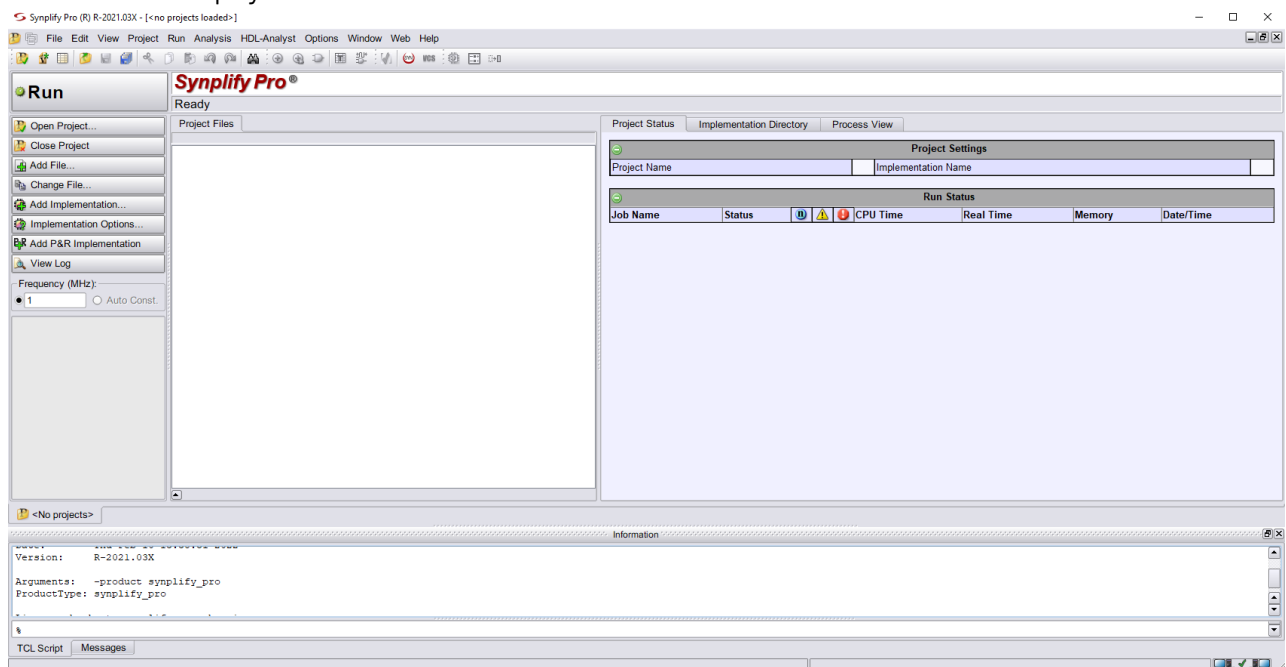 Synplify Pro (R) R-2021.03X - [<no projects loaded>]
File Edit View Project Run Analysis HDL-Analyst Options Window Web Help
Run
Synplify Pro®
Ready
Open Project...
Close Project
Add File...
Change File...
Add Implementation...
Implementation Options...
Add P&R Implementation
View Log
Frequency (MHz):
1 Auto Const.
Project Files
Project Status Implementation Directory Process View
Project Settings
Project Name Implementation Name
Run Status
Job Name Status CPU Time Real Time Memory Date/Time
<No projects>
Information
Version: R-2021.03X
Arguments: -product synplify_pro
ProductType: synplify_pro
%
TCL Script Messages